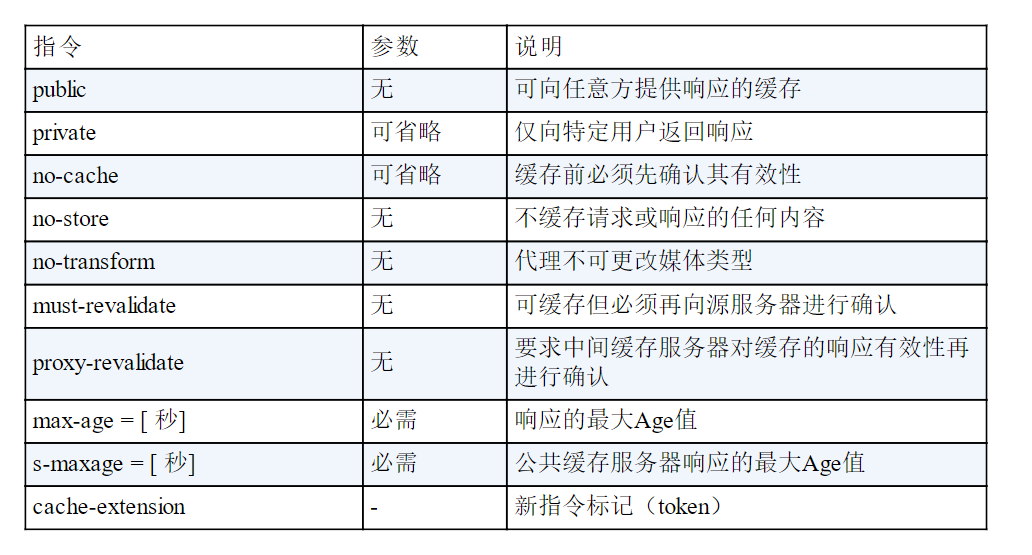 指令 参数 说明
public 无 可向任意方提供响应的缓存
private 可省略 仅向特定用户返回响应
no-cache 可省略 缓存前必须先确认其有效性
no-store 无 不缓存请求或响应的任何内容
no-transform 无 代理不可更改媒体类型
must-revalidate 无 可缓存但必须再向源服务器进行确认
proxy-revalidate 无 要求中间缓存服务器对缓存的响应有效性再
进行确认
max-age = [ 秒] 必需 响应的最大Age值
s-maxage = [ 秒] 必需 公共缓存服务器响应的最大Age值
cache-extension - 新指令标记（token）